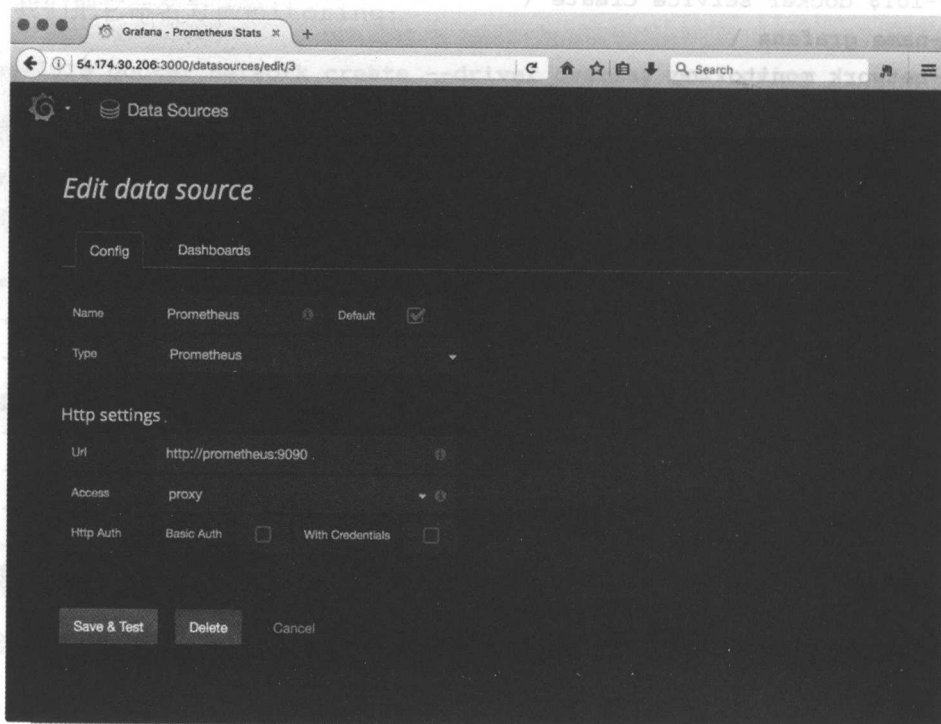 Grafana - Prometheus Stats
54.174.30.206:3000/datasources/edit/3
Search
Data Sources
Edit data source
Config Dashboards
Name Prometheus Default
Type Prometheus
Http settings
Url http://prometheus:9090
Access proxy
Http Auth Basic Auth With Credentials
Save & Test Delete Cancel